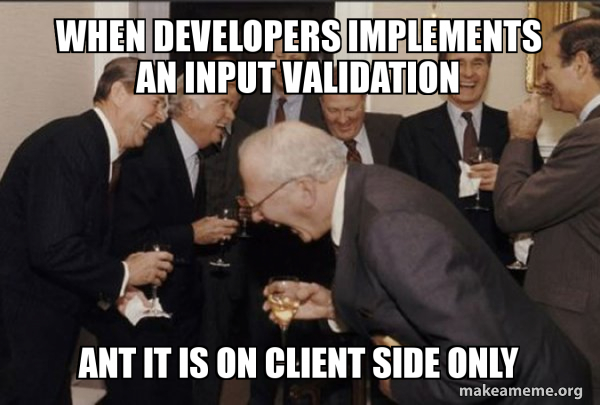 WHEN DEVELOPERS IMPLEMENTS
AN INPUT VALIDATION
ANT IT IS ON CLIENT SIDE ONLY
makeameme.org